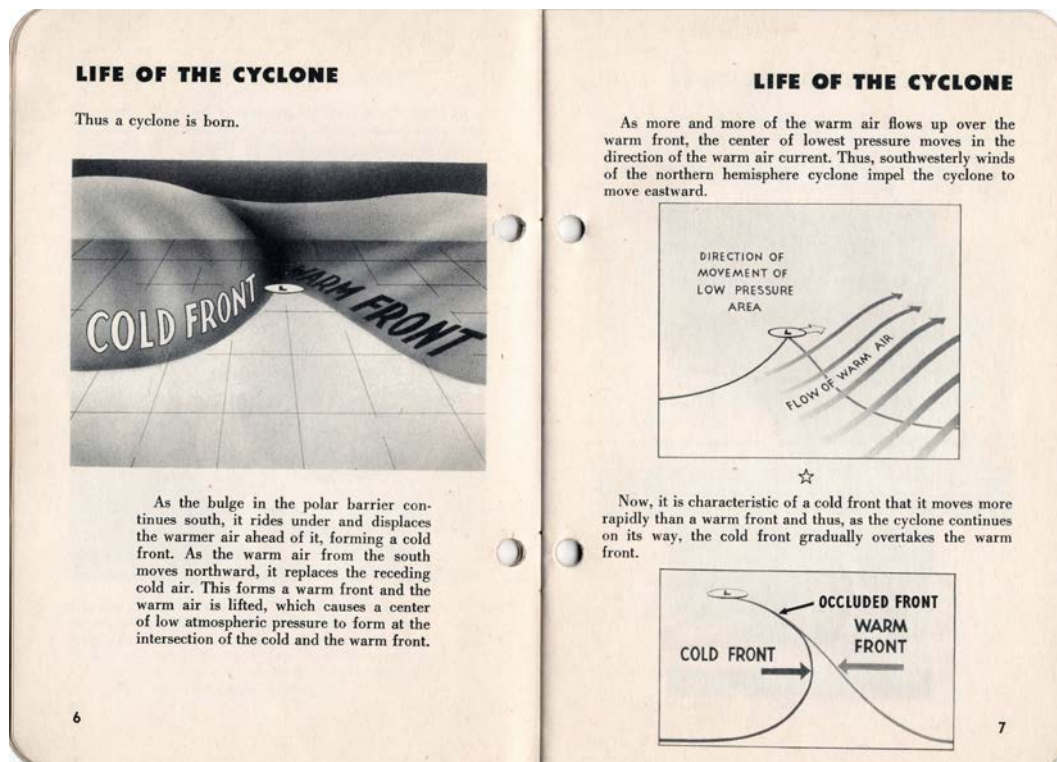 LIFE OF THE CYCLONE
Thus a cyclone is born.
COLD FRONT
WARM FRONT
L
As the bulge in the polar barrier con-
tinues south, it rides under and displaces
the warmer air ahead of it, forming a cold
front. As the warm air from the south
moves northward, it replaces the receding
cold air. This forms a warm front and the
warm air is lifted, which causes a center
of low atmospheric pressure to form at the
intersection of the cold and the warm front.
6
LIFE OF THE CYCLONE
As more and more of the warm air flows up over the
warm front, the center of lowest pressure moves in the
direction of the warm air current. Thus, southwesterly winds
of the northern hemisphere cyclone impel the cyclone to
move eastward.
DIRECTION OF
MOVEMENT OF
LOW PRESSURE
AREA
L
FLOW OF WARM AIR
Now, it is characteristic of a cold front that it moves more
rapidly than a warm front and thus, as the cyclone continues
on its way, the cold front gradually overtakes the warm
front.
L
OCCLUDED FRONT
WARM
FRONT
COLD FRONT
7